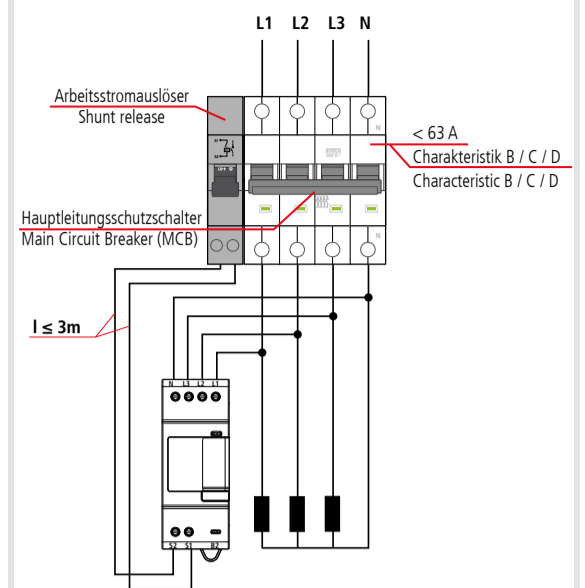 L1 L2 L3 N
Arbeitsstromauslöser
Shunt release
< 63 A
Charakteristik B / C / D
Characteristic B / C / D
N
Hauptleitungsschutzschalter
Main Circuit Breaker (MCB)
N
l ≤ 3m
N L3 L2 L1
S2 S1 B2